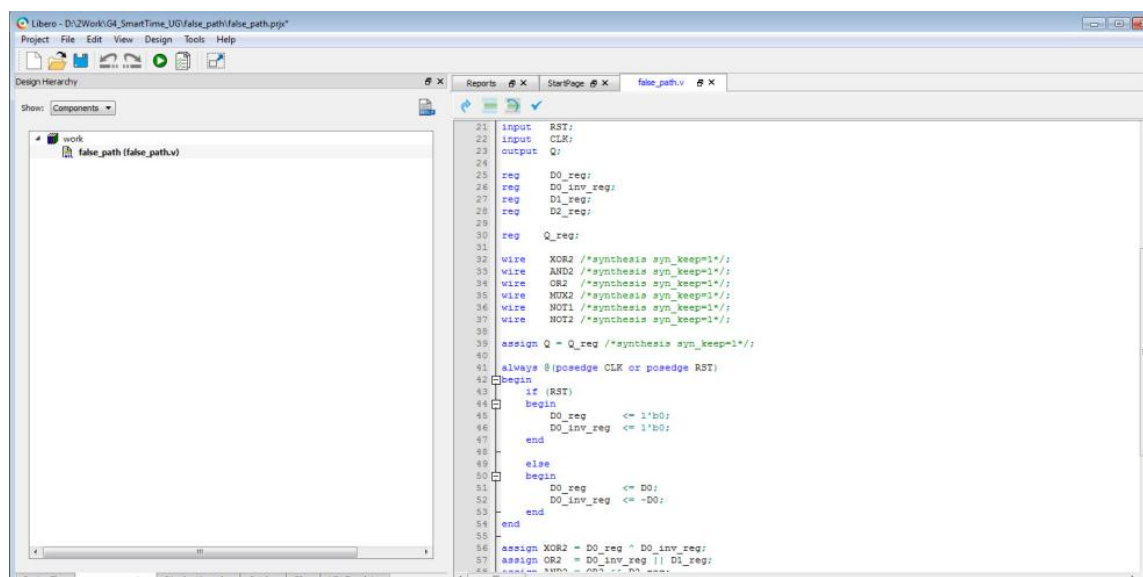 Libero - D:\2Work\G4_SmartTime_UG\false_path\false_path.prjx*
Project File Edit View Design Tools Help
Design Hierarchy
Show: Components
work
false_path (false_path.v)
Reports StartPage false_path.v
21 input RST;
22 input CLK;
23 output Q;
24
25 reg D0_reg;
26 reg D0_inv_reg;
27 reg D1_reg;
28 reg D2_reg;
29
30 reg Q_reg;
31
32 wire XOR2 /*synthesis syn_keep=1*/;
33 wire AND2 /*synthesis syn_keep=1*/;
34 wire OR2 /*synthesis syn_keep=1*/;
35 wire MUX2 /*synthesis syn_keep=1*/;
36 wire NOT1 /*synthesis syn_keep=1*/;
37 wire NOT2 /*synthesis syn_keep=1*/;
38
39 assign Q = Q_reg /*synthesis syn_keep=1*/;
40
41 always @(posedge CLK or posedge RST)
42 begin
43 if (RST)
44 begin
45 D0_reg <= 1'b0;
46 D0_inv_reg <= 1'b0;
47 end
48
49 else
50 begin
51 D0_reg <= D0;
52 D0_inv_reg <= ~D0;
53 end
54 end
55
56 assign XOR2 = D0_reg ^ D0_inv_reg;
57 assign OR2 = D0_inv_reg || D1_reg;